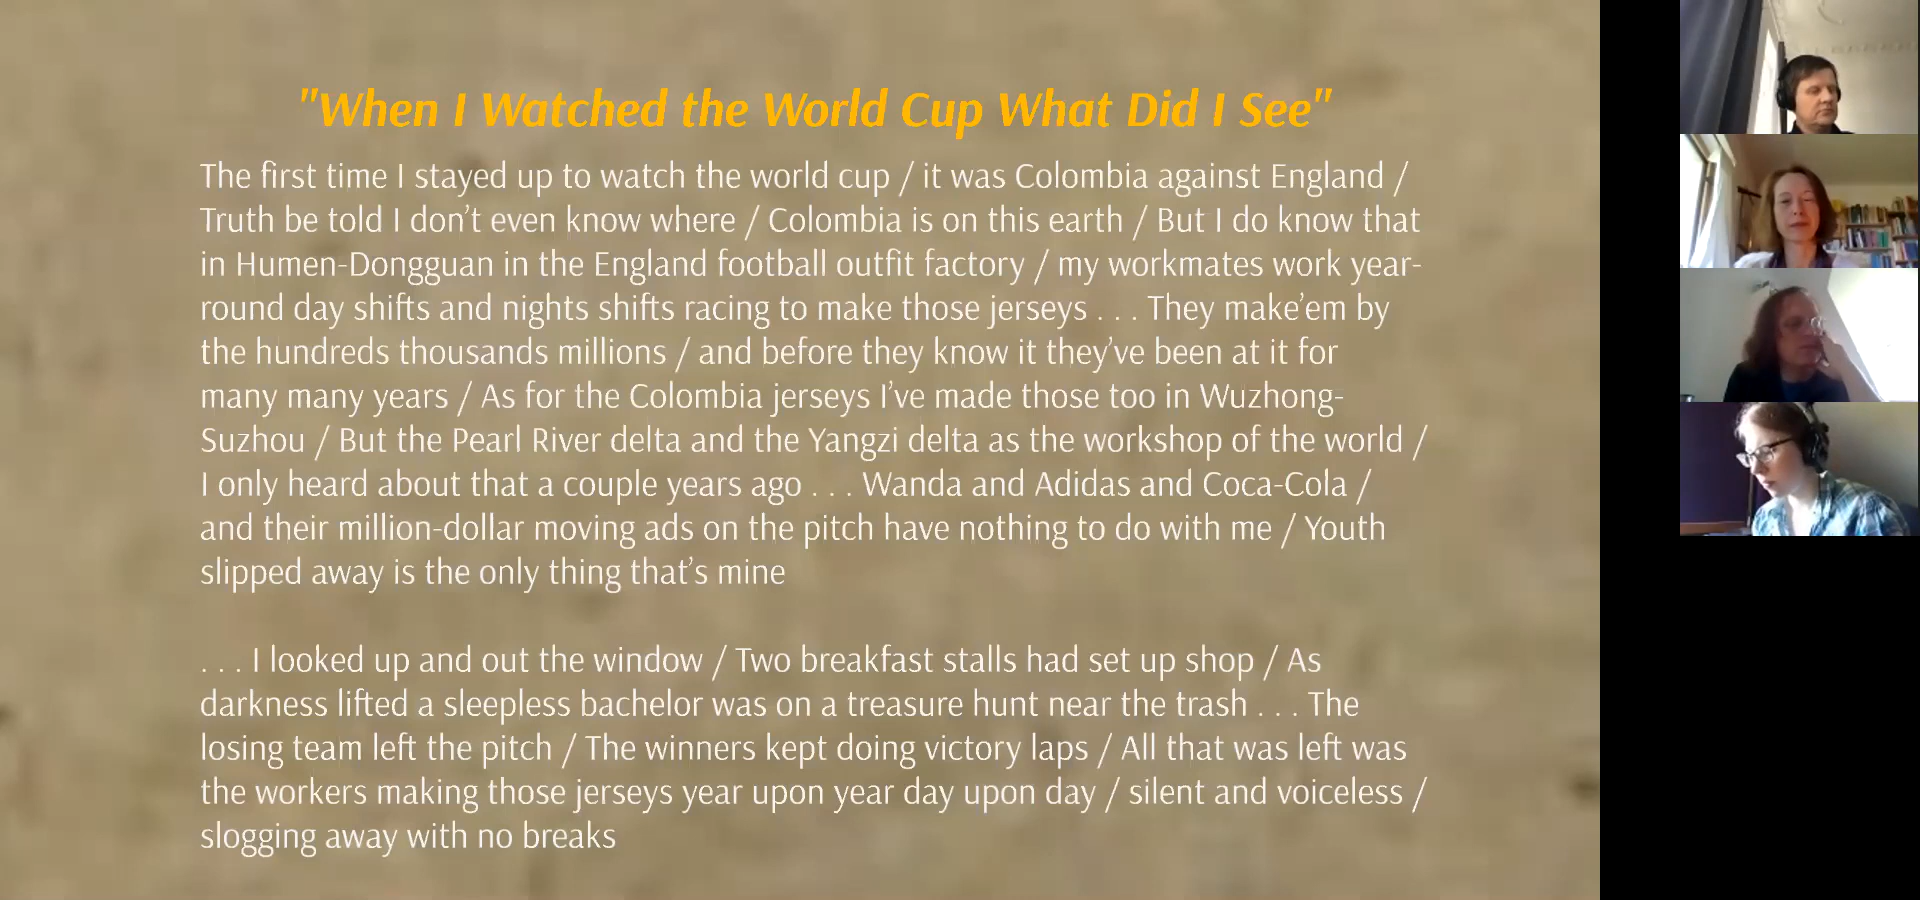 "When I Watched the World Cup What Did I See"
The first time I stayed up to watch the world cup / it was Colombia against England /
Truth be told I don’t even know where / Colombia is on this earth / But I do know that
in Humen-Dongguan in the England football outfit factory / my workmates work year-
round day shifts and nights shifts racing to make those jerseys . . . They make’em by
the hundreds thousands millions / and before they know it they’ve been at it for
many many years / As for the Colombia jerseys I’ve made those too in Wuzhong-
Suzhou / But the Pearl River delta and the Yangzi delta as the workshop of the world /
I only heard about that a couple years ago . . . Wanda and Adidas and Coca-Cola /
and their million-dollar moving ads on the pitch have nothing to do with me / Youth
slipped away is the only thing that’s mine
. . . I looked up and out the window / Two breakfast stalls had set up shop / As
darkness lifted a sleepless bachelor was on a treasure hunt near the trash . . . The
losing team left the pitch / The winners kept doing victory laps / All that was left was
the workers making those jerseys year upon year day upon day / silent and voiceless /
slogging away with no breaks